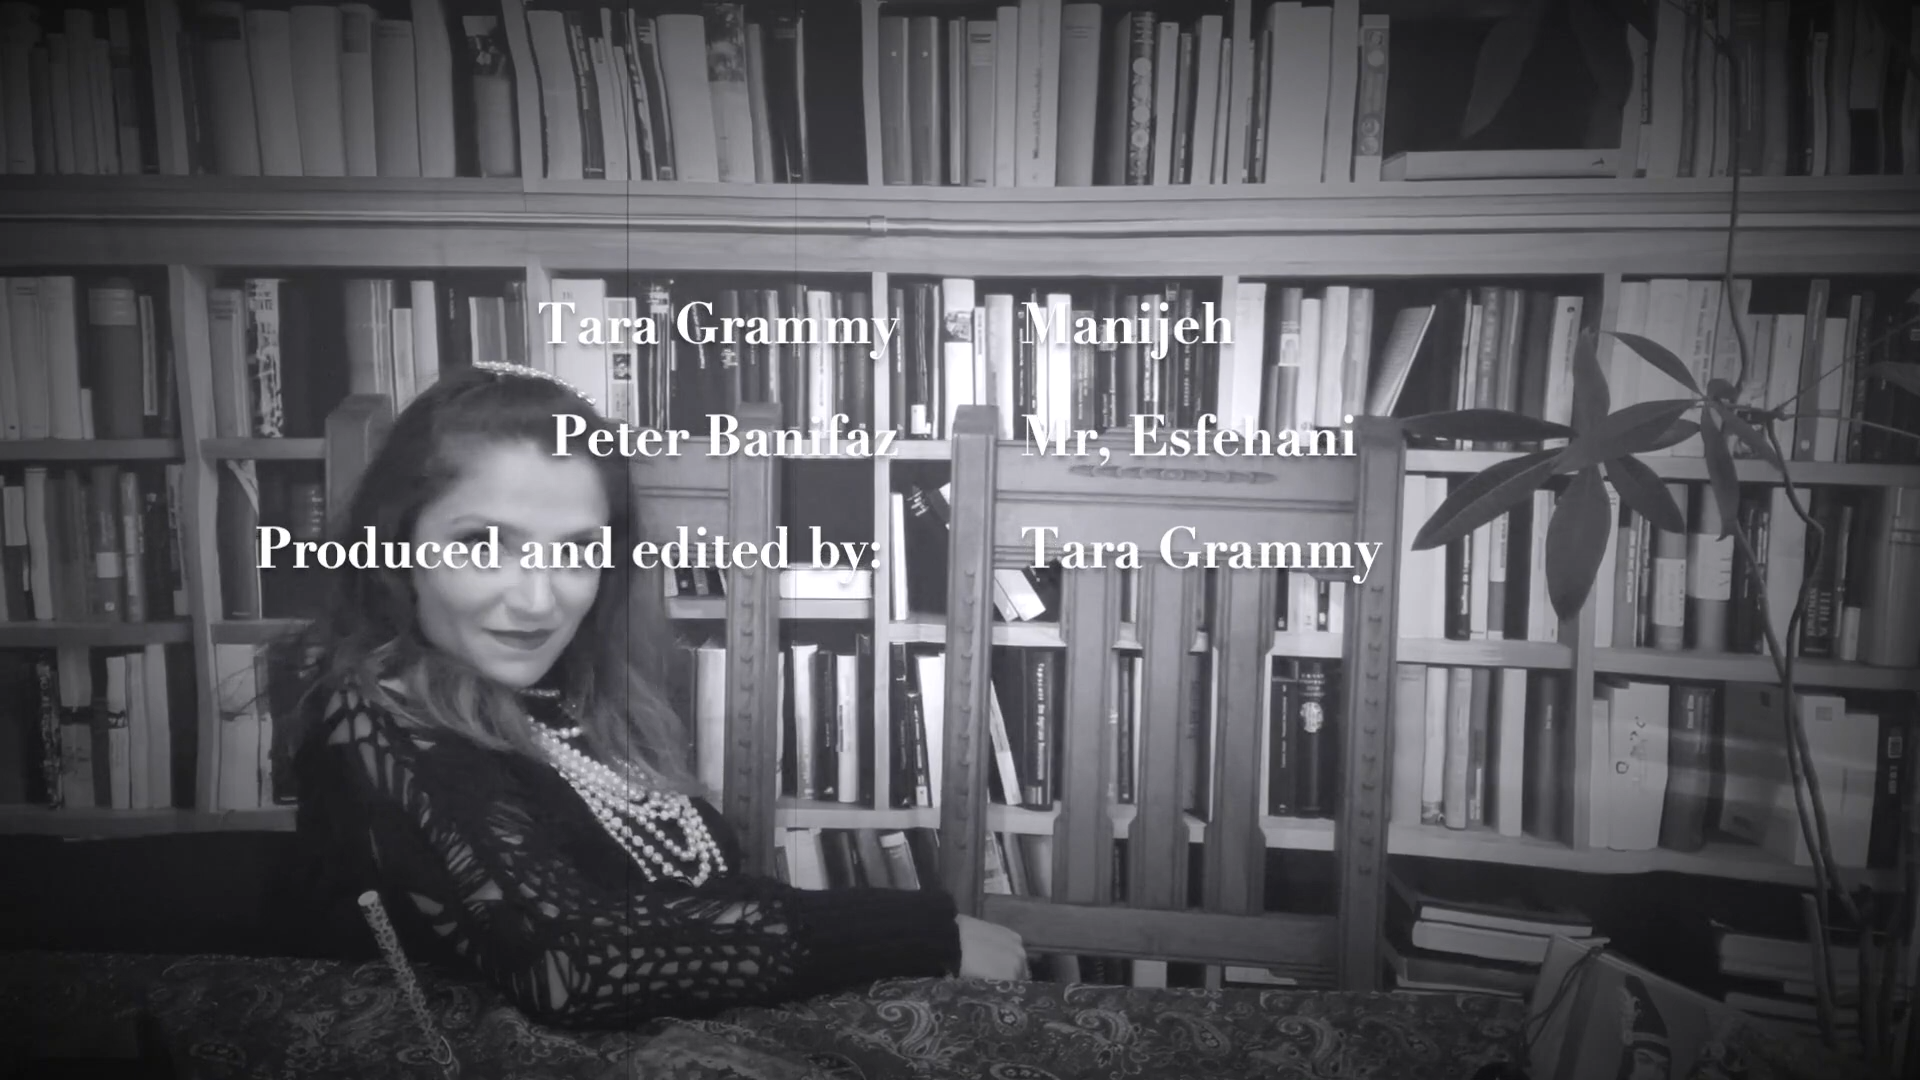 Tara Grammy Manijeh
Peter Banifaz Mr, Esfehani
Produced and edited by: Tara Grammy